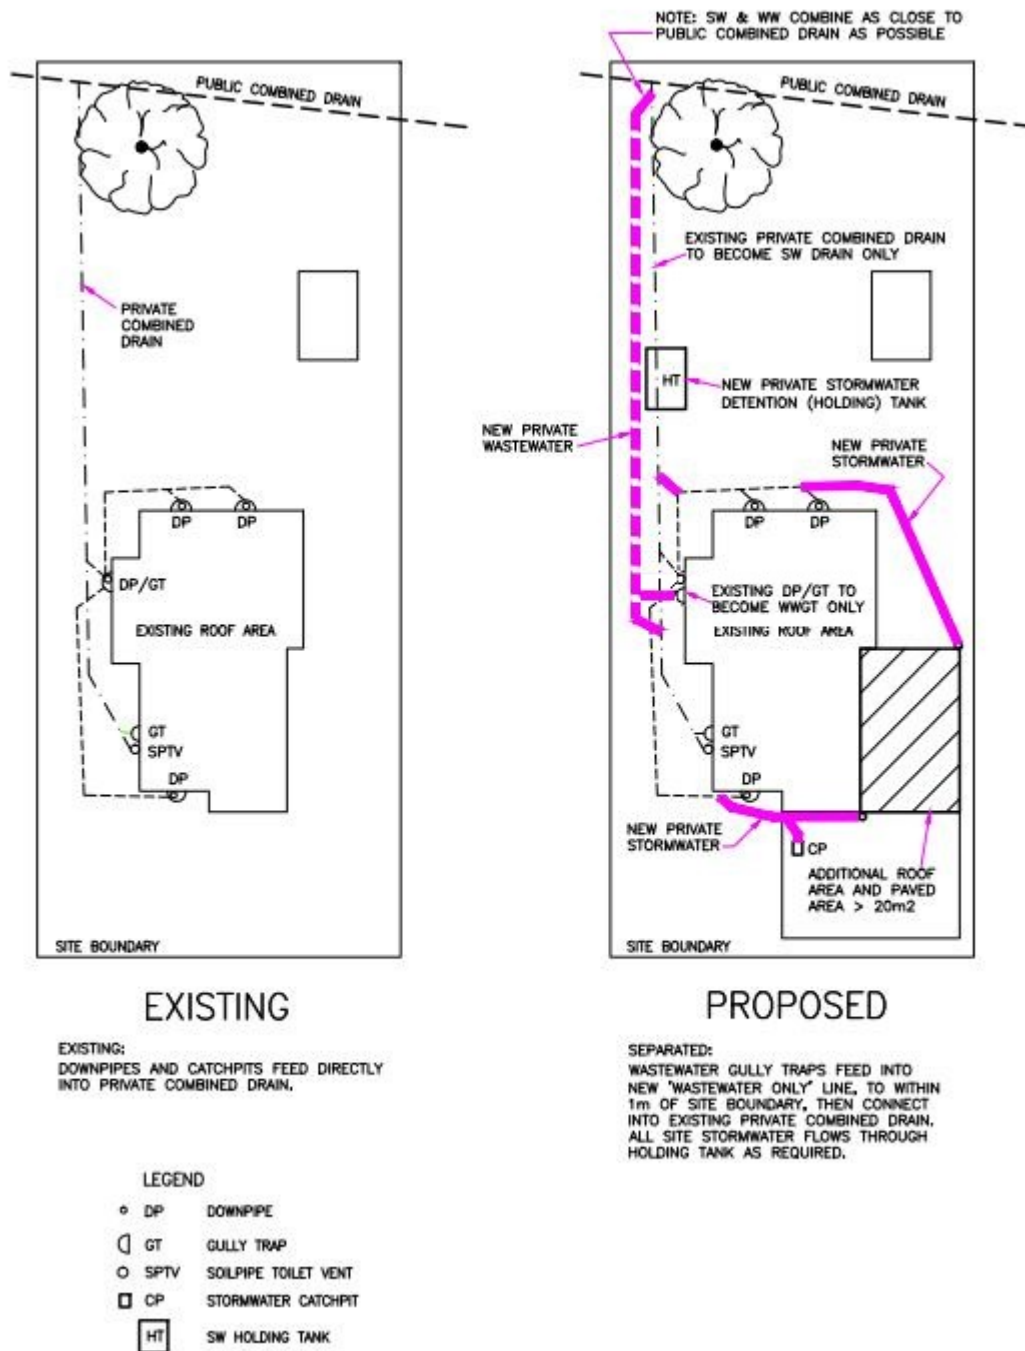 NOTE: SW & WW COMBINE AS CLOSE TO
PUBLIC COMBINED DRAIN AS POSSIBLE
PUBLIC COMBINED DRAIN
PRIVATE
COMBINED
DRAIN
DP
DP
DP/GT
EXISTING ROOF AREA
GT
SPTV
DP
SITE BOUNDARY
EXISTING
EXISTING:
DOWNPIPES AND CATCHPITS FEED DIRECTLY
INTO PRIVATE COMBINED DRAIN.
PUBLIC COMBINED DRAIN
EXISTING PRIVATE COMBINED DRAIN
TO BECOME SW DRAIN ONLY
HT
NEW PRIVATE STORMWATER
DETENTION (HOLDING) TANK
NEW PRIVATE
WASTEWATER
NEW PRIVATE
STORMWATER
DP
DP
EXISTING DP/GT TO
BECOME WWGT ONLY
EXISTING ROOF AREA
GT
SPTV
DP
NEW PRIVATE
STORMWATER
CP
ADDITIONAL ROOF
AREA AND PAVED
AREA > 20m2
SITE BOUNDARY
PROPOSED
SEPARATED:
WASTEWATER GULLY TRAPS FEED INTO
NEW 'WASTEWATER ONLY' LINE, TO WITHIN
1m OF SITE BOUNDARY, THEN CONNECT
INTO EXISTING PRIVATE COMBINED DRAIN.
ALL SITE STORMWATER FLOWS THROUGH
HOLDING TANK AS REQUIRED.
LEGEND
DP DOWNPIPE
GT GULLY TRAP
SPTV SOILPIPE TOILET VENT
CP STORMWATER CATCHPIT
HT SW HOLDING TANK